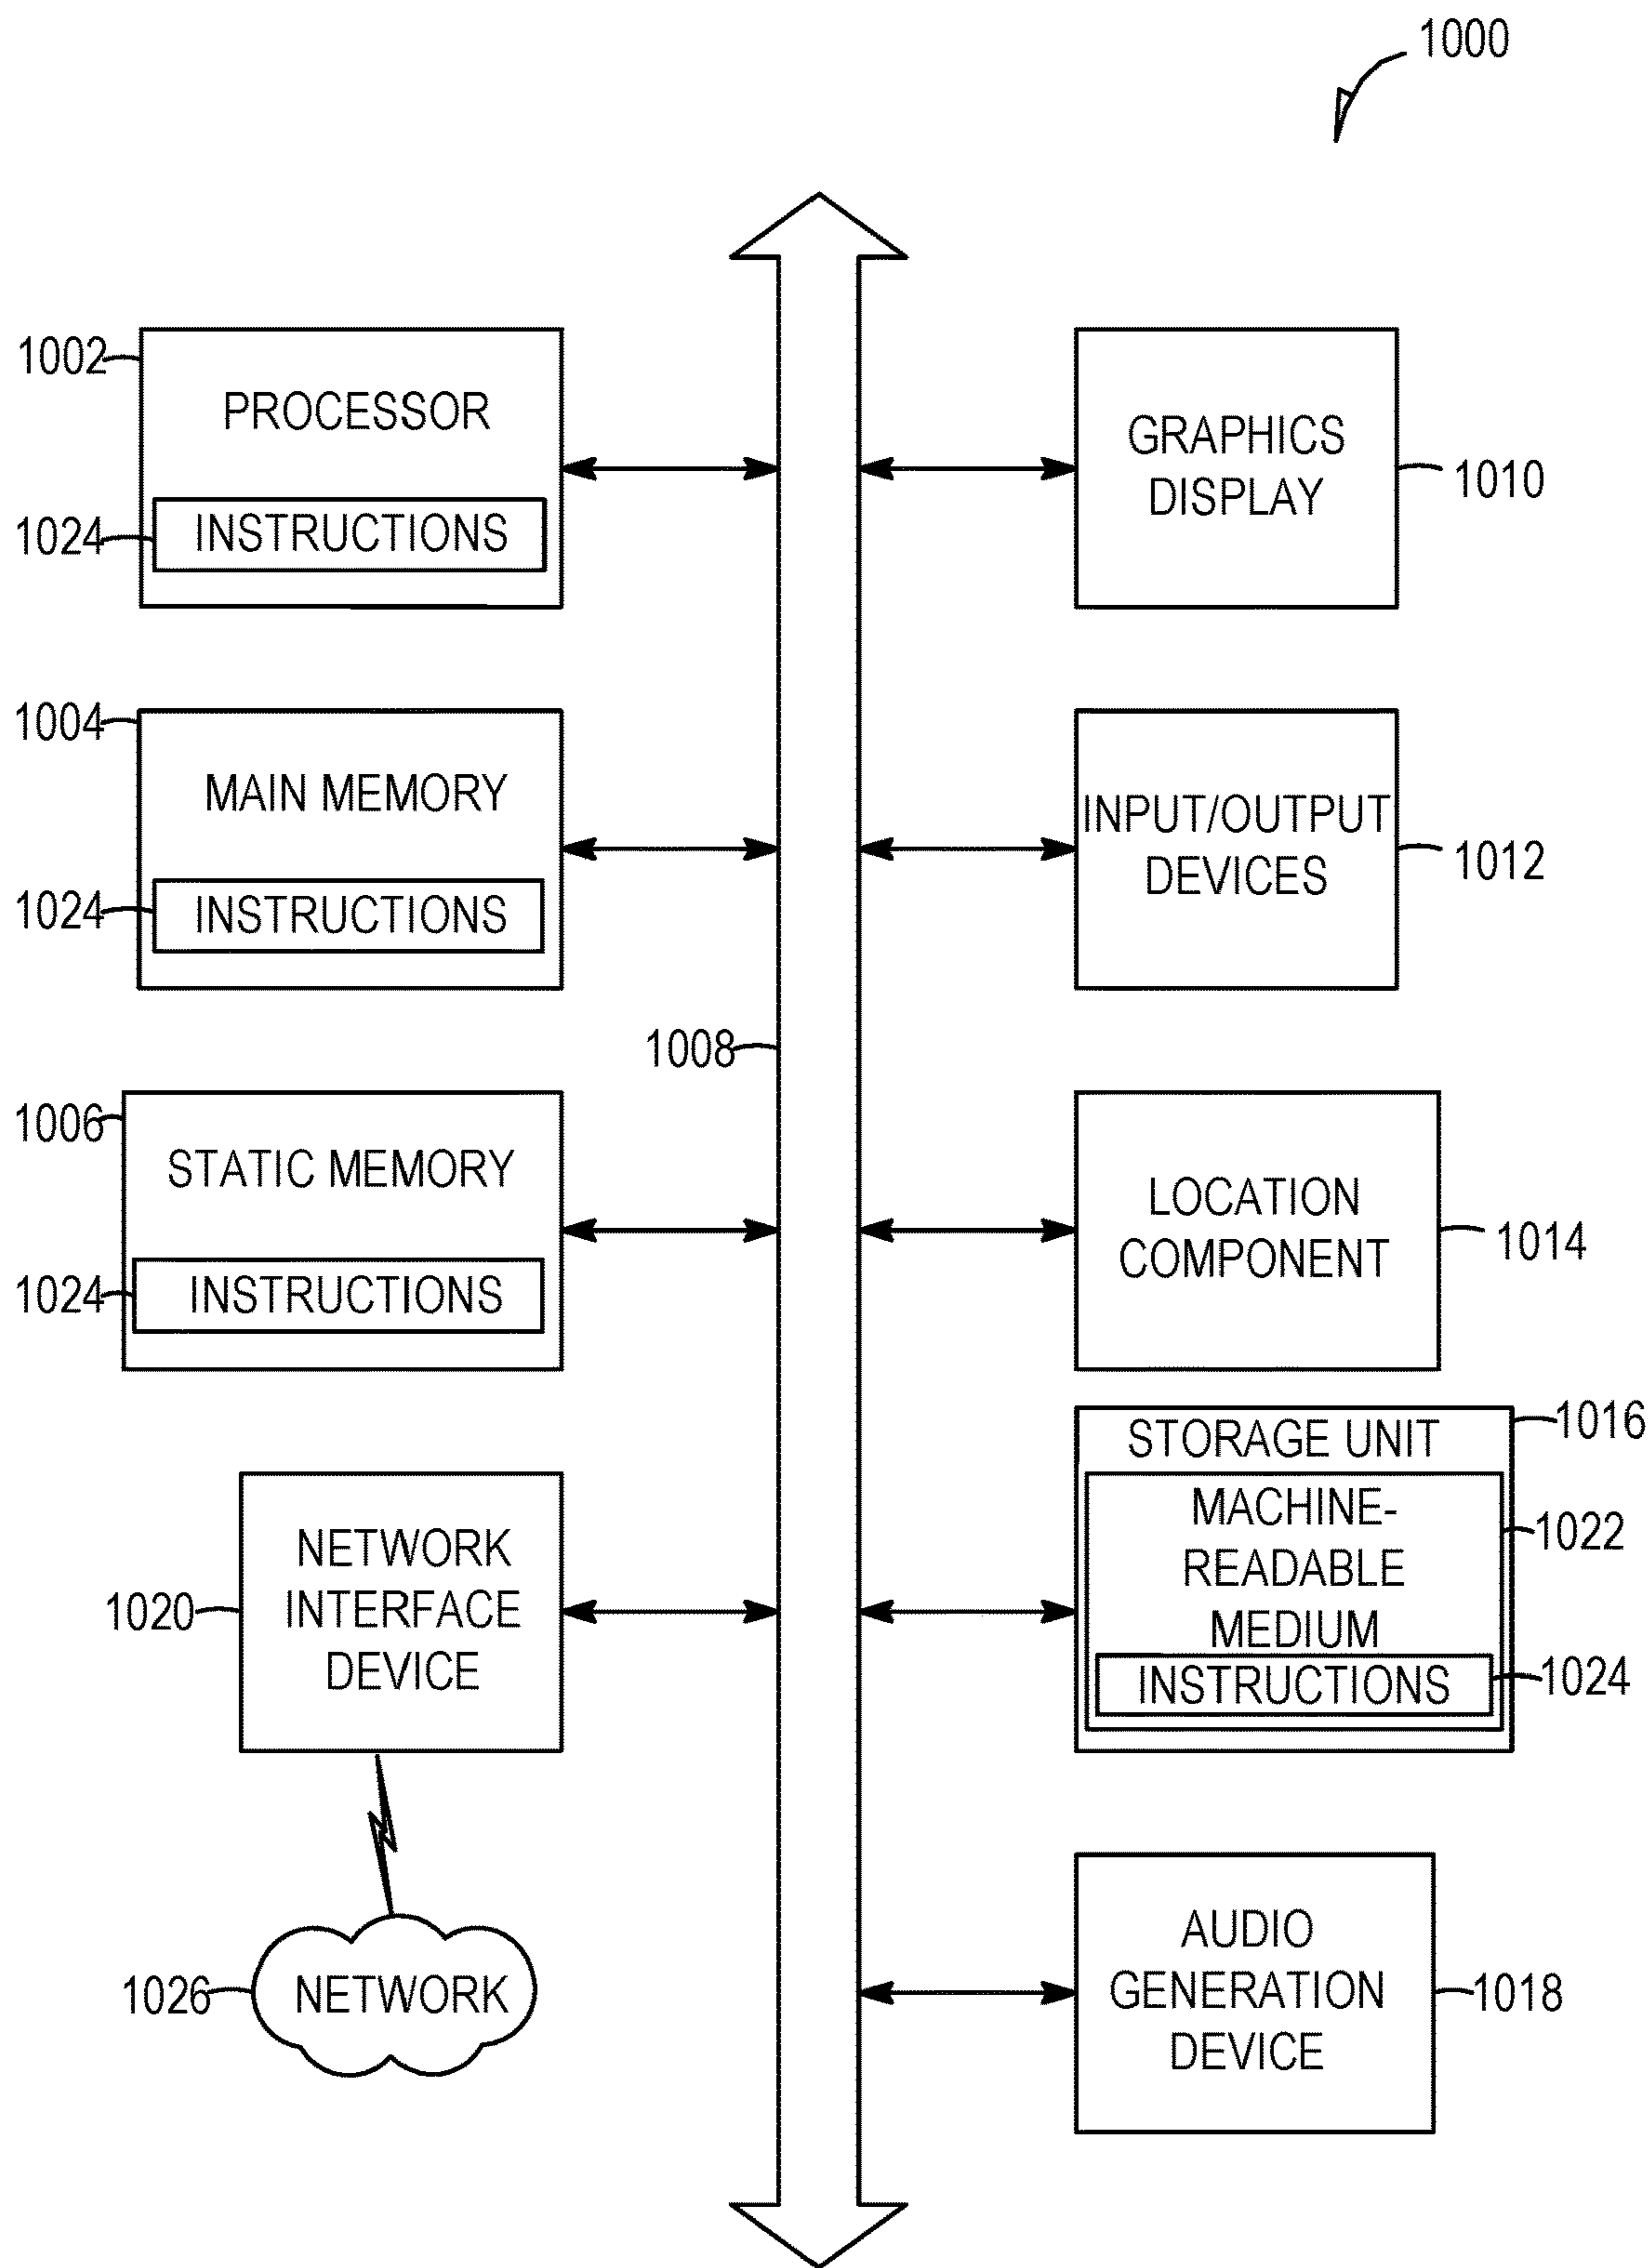 1000
1002
PROCESSOR
1024
INSTRUCTIONS
GRAPHICS
DISPLAY
1010
1004
MAIN MEMORY
1024
INSTRUCTIONS
INPUT/OUTPUT
DEVICES
1012
1008
1006
STATIC MEMORY
1024
INSTRUCTIONS
LOCATION
COMPONENT
1014
STORAGE UNIT
1016
MACHINE-
READABLE
MEDIUM
1022
INSTRUCTIONS
1024
NETWORK
INTERFACE
DEVICE
1020
NETWORK
1026
AUDIO
GENERATION
DEVICE
1018